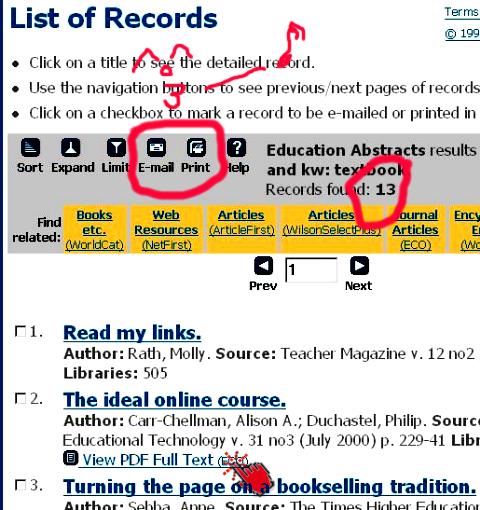 List of Records
Terms
© 199
• Click on a title to see the detailed record.
• Use the navigation buttons to see previous/next pages of records
• Click on a checkbox to mark a record to be e-mailed or printed in
Sort Expand Limit E-mail Print Help
Education Abstracts results
and kw: textbook
Records found: 13
Find related:
Books etc. (WorldCat)
Web Resources (NetFirst)
Articles (ArticleFirst)
Articles (WilsonSelectPlus)
Journal Articles (ECO)
Prev 1 Next
1. Read my links.
Author: Rath, Molly. Source: Teacher Magazine v. 12 no2
Libraries: 505
2. The ideal online course.
Author: Carr-Chellman, Alison A.; Duchastel, Philip. Source
Educational Technology v. 31 no3 (July 2000) p. 229-41 Lib
View PDF Full Text
3. Turning the page on a bookselling tradition.
Author: Sebba, Anne. Source: The Times Higher Education